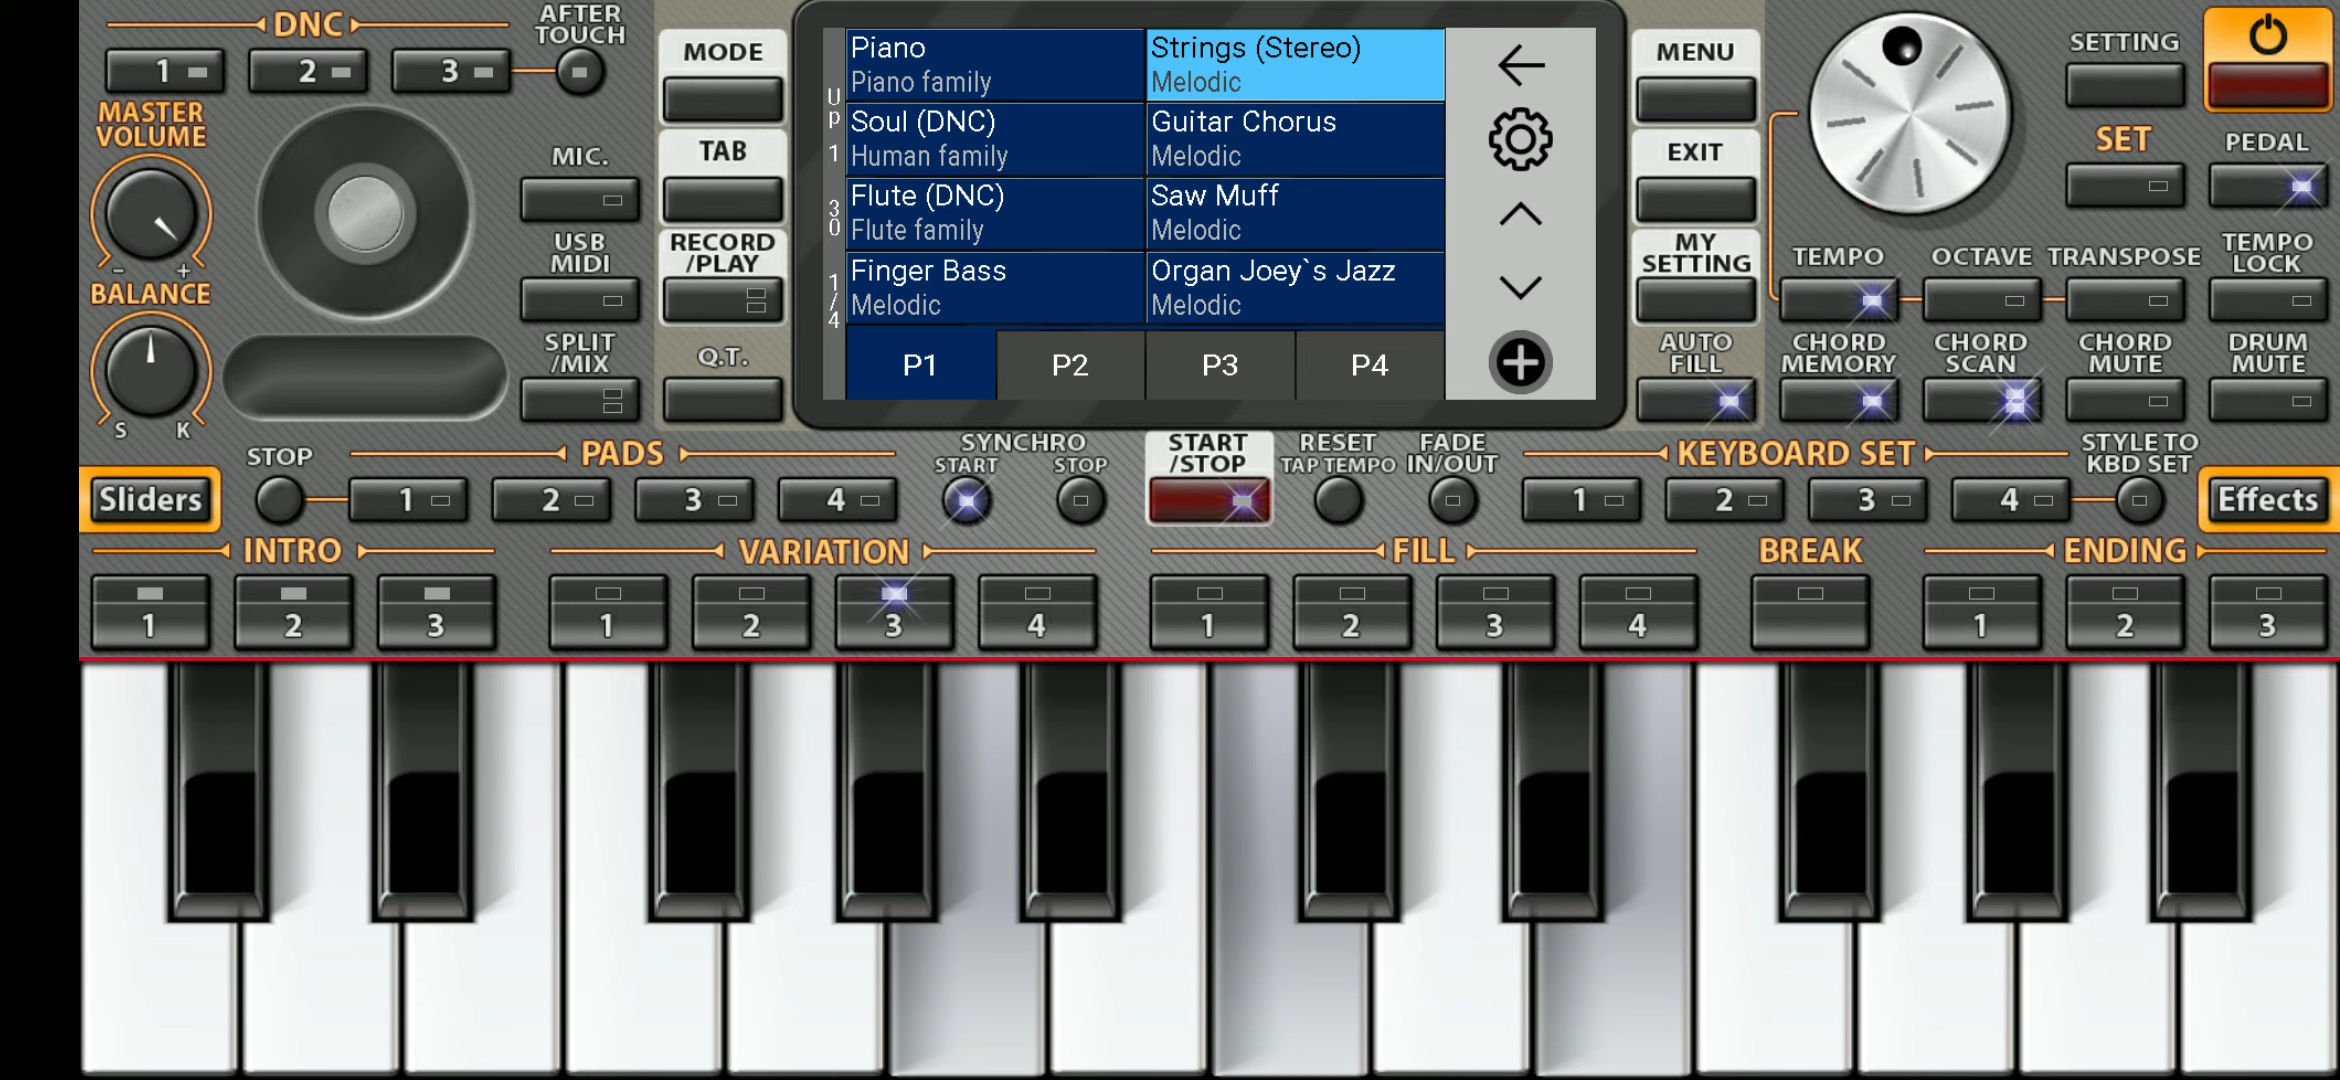 DNC
1
2
3
AFTER
TOUCH
MASTER
VOLUME
- +
BALANCE
S K
MIC.
USB
MIDI
SPLIT
/MIX
MODE
TAB
RECORD
/PLAY
Q.T.
Up 1
30
1/4
Piano
Piano family
Strings (Stereo)
Melodic
Soul (DNC)
Human family
Guitar Chorus
Melodic
Flute (DNC)
Flute family
Saw Muff
Melodic
Finger Bass
Melodic
Organ Joey`s Jazz
Melodic
P1
P2
P3
P4
MENU
EXIT
MY
SETTING
AUTO
FILL
SETTING
SET
PEDAL
TEMPO
OCTAVE
TRANSPOSE
TEMPO
LOCK
CHORD
MEMORY
CHORD
SCAN
CHORD
MUTE
DRUM
MUTE
Sliders
STOP
PADS
1
2
3
4
SYNCHRO
START
STOP
START
/STOP
RESET
TAP TEMPO
FADE
IN/OUT
KEYBOARD SET
1
2
3
4
STYLE TO
KBD SET
Effects
INTRO
1
2
3
VARIATION
1
2
3
4
FILL
1
2
3
4
BREAK
ENDING
1
2
3